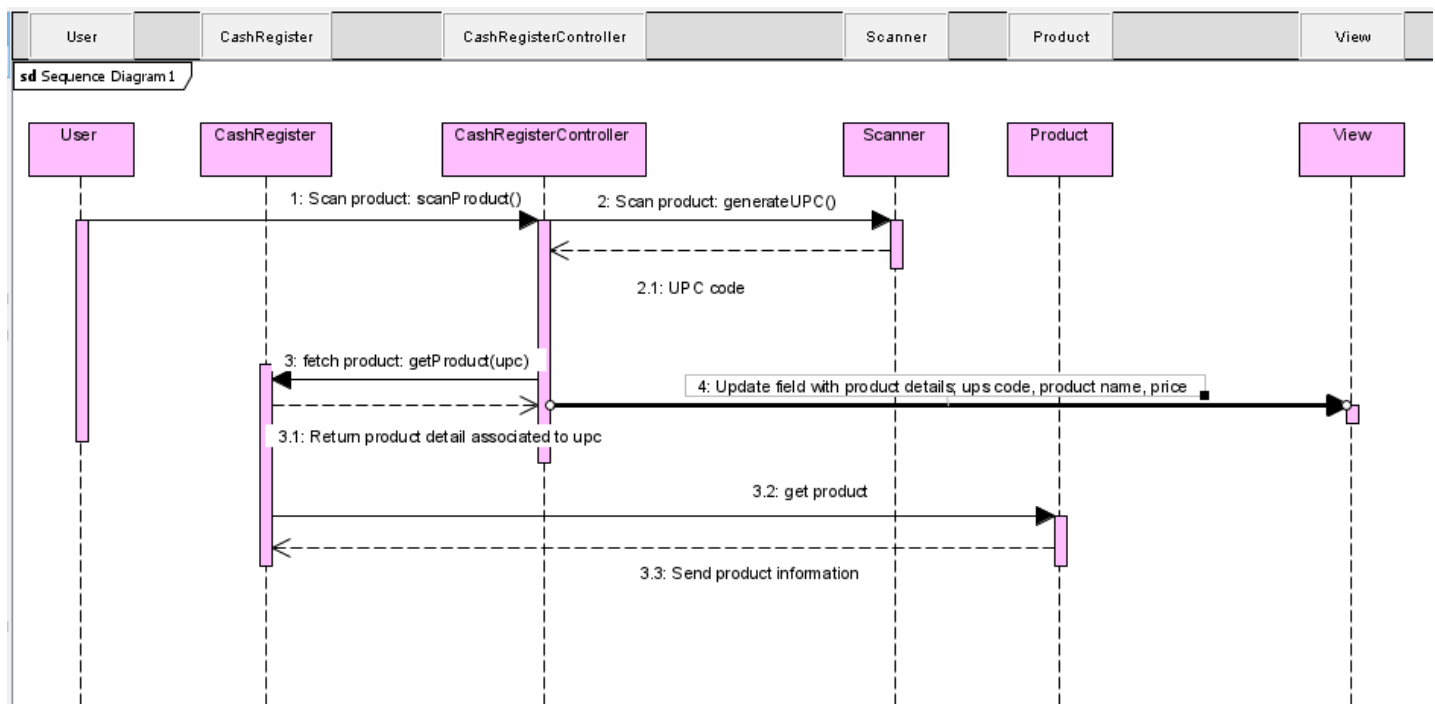 User CashRegister CashRegisterController Scanner Product View
sd Sequence Diagram1
User CashRegister CashRegisterController Scanner Product View
1: Scan product: scanProduct()
2: Scan product: generateUPC()
2.1: UPC code
3: fetch product: getProduct(upc)
4: Update field with product details; ups code, product name, price
3.1: Return product detail associated to upc
3.2: get product
3.3: Send product information